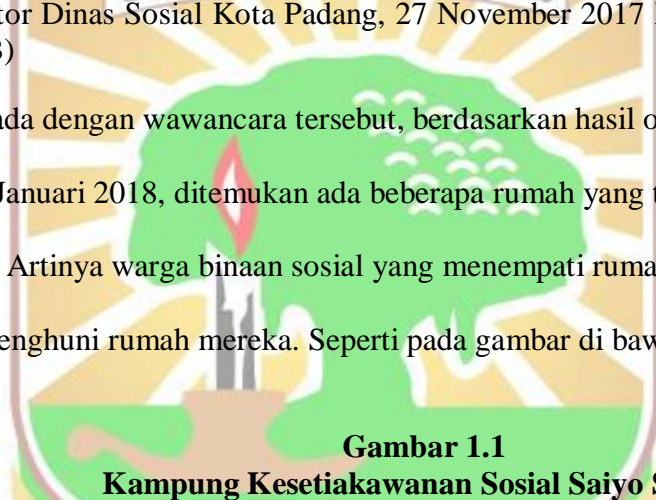 tor Dinas Sosial Kota Padang, 27 November 2017
3)
ada dengan wawancara tersebut, berdasarkan hasil o
Januari 2018, ditemukan ada beberapa rumah yang t
Artinya warga binaan sosial yang menempati ruma
enghuni rumah mereka. Seperti pada gambar di baw
Gambar 1.1
Kampung Kesetiakawanan Sosial Saiyo S